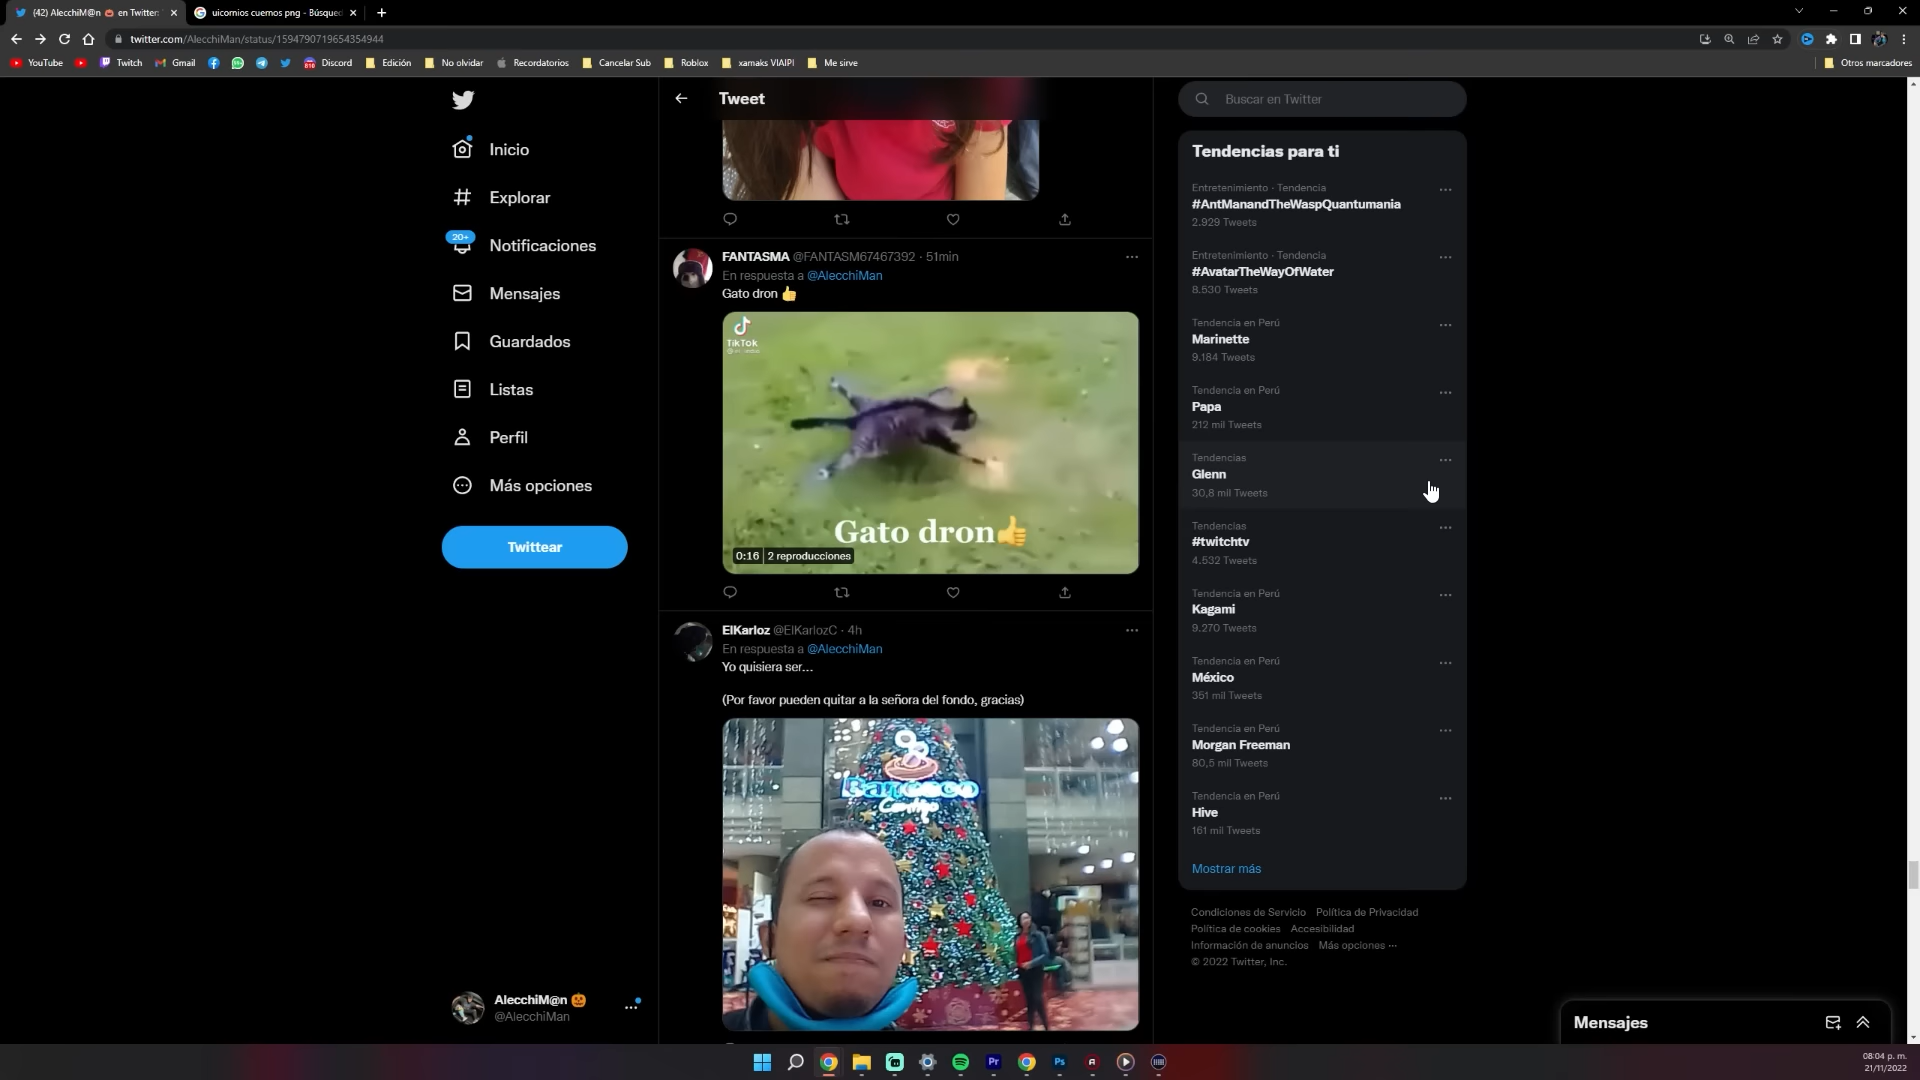 (42) AlecchiM@n 🎃 en Twitter:
uicornios cuernos png - Búsqued
twitter.com/AlecchiMan/status/1594790719654354944
YouTube
Twitch
Gmail
Discord
Edición
No olvidar
Recordatorios
Cancelar Sub
Roblox
xamaks VIAIPI
Me sirve
Otros marcadores
Inicio
Explorar
20+
Notificaciones
Mensajes
Guardados
Listas
Perfil
Más opciones
Twittear
AlecchiM@n 🎃
@AlecchiMan
Tweet
FANTASMA @FANTASM67467392 · 51min
En respuesta a @AlecchiMan
Gato dron 👍
TikTok
Gato dron👍
0:16 | 2 reproducciones
ElKarloz @ElKarlozC · 4h
En respuesta a @AlecchiMan
Yo quisiera ser...
(Por favor pueden quitar a la señora del fondo, gracias)
Banesco
Contigo
Buscar en Twitter
Tendencias para ti
Entretenimiento · Tendencia
#AntManandTheWaspQuantumania
2.929 Tweets
Entretenimiento · Tendencia
#AvatarTheWayOfWater
8.530 Tweets
Tendencia en Perú
Marinette
9.184 Tweets
Tendencia en Perú
Papa
212 mil Tweets
Tendencias
Glenn
30,8 mil Tweets
Tendencias
#twitchtv
4.532 Tweets
Tendencia en Perú
Kagami
9.270 Tweets
Tendencia en Perú
México
351 mil Tweets
Tendencia en Perú
Morgan Freeman
80,5 mil Tweets
Tendencia en Perú
Hive
161 mil Tweets
Mostrar más
Condiciones de Servicio Política de Privacidad
Política de cookies Accesibilidad
Información de anuncios Más opciones ···
© 2022 Twitter, Inc.
Mensajes
Pr
Ps
08:04 p. m.
21/11/2022